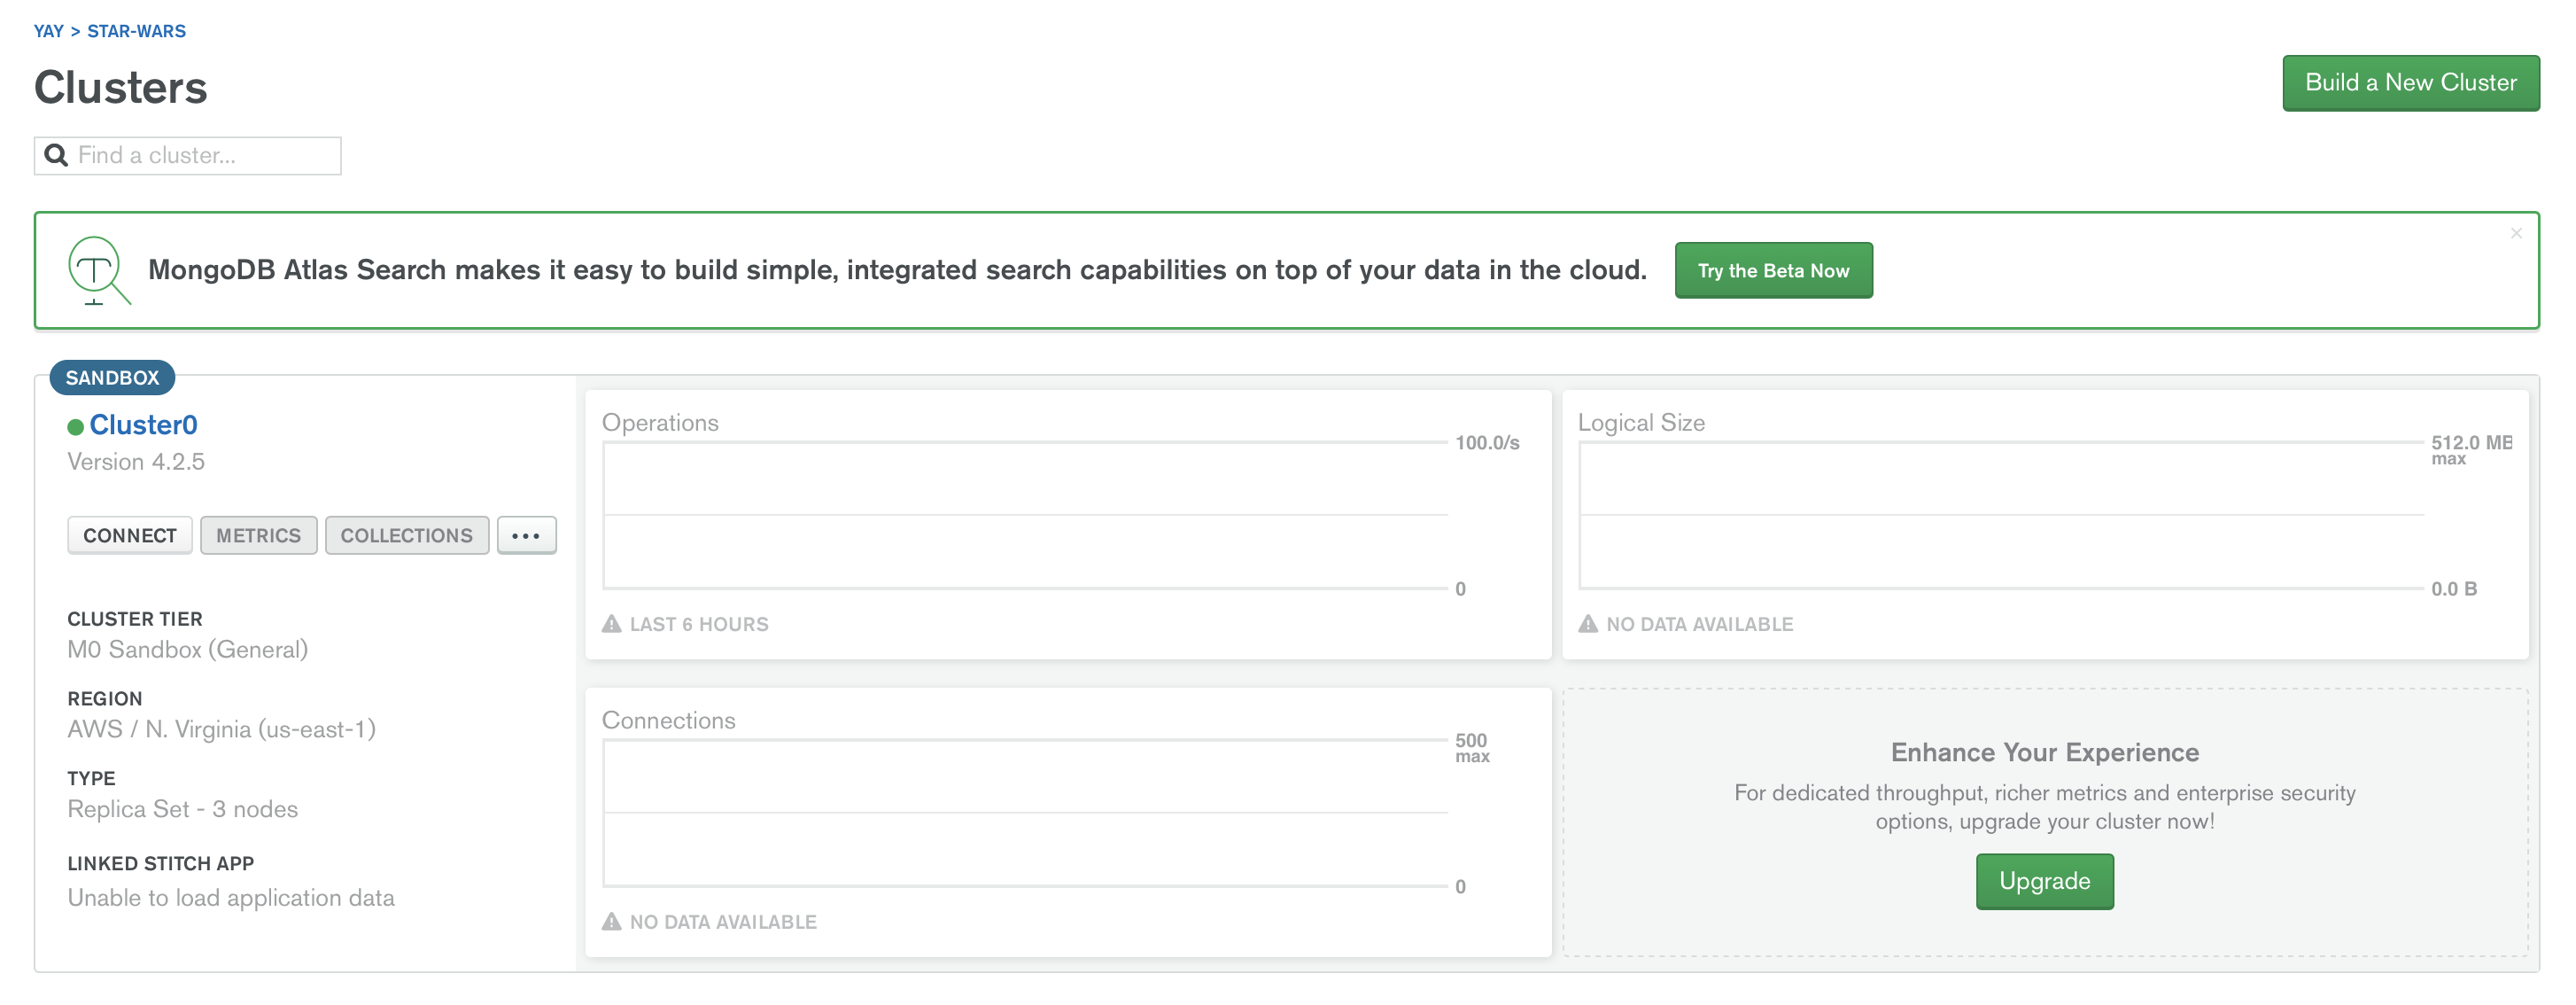 YAY > STAR-WARS
Clusters
Build a New Cluster
Find a cluster...
MongoDB Atlas Search makes it easy to build simple, integrated search capabilities on top of your data in the cloud.
Try the Beta Now
SANDBOX
Cluster0
Version 4.2.5
CONNECT METRICS COLLECTIONS ...
CLUSTER TIER
M0 Sandbox (General)
REGION
AWS / N. Virginia (us-east-1)
TYPE
Replica Set - 3 nodes
LINKED STITCH APP
Unable to load application data
Operations
100.0/s
0
LAST 6 HOURS
Logical Size
512.0 MB
max
0.0 B
NO DATA AVAILABLE
Connections
500
max
0
NO DATA AVAILABLE
Enhance Your Experience
For dedicated throughput, richer metrics and enterprise security
options, upgrade your cluster now!
Upgrade